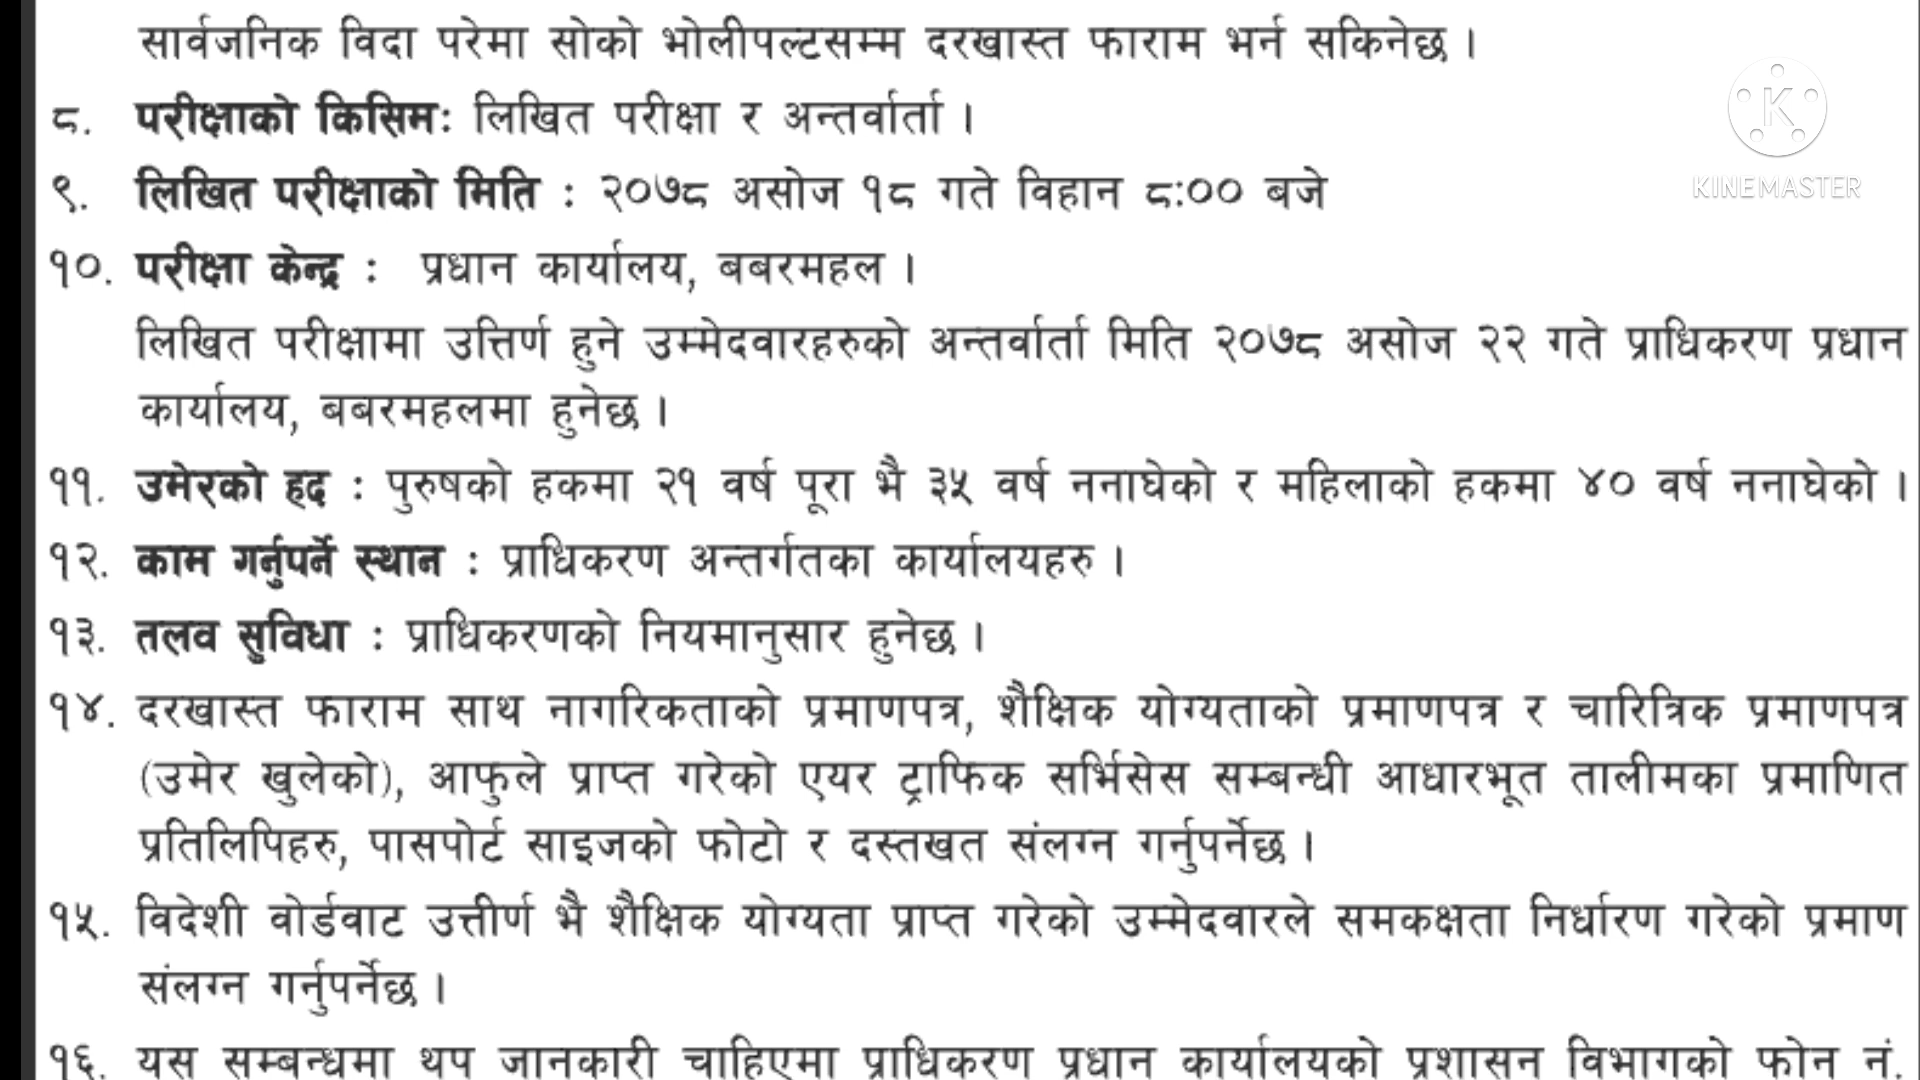 सार्वजनिक विदा परेमा सोको भोलीपल्टसम्म दरखास्त फाराम भर्न सकिनेछ ।
८. परीक्षाको किसिमः लिखित परीक्षा र अन्तर्वार्ता ।
९. लिखित परीक्षाको मिति : २०७८ असोज १८ गते विहान ८:०० बजे
१०. परीक्षा केन्द्र : प्रधान कार्यालय, बबरमहल ।
लिखित परीक्षामा उत्तिर्ण हुने उम्मेदवारहरुको अन्तर्वार्ता मिति २०७८ असोज २२ गते प्राधिकरण प्रधान
कार्यालय, बबरमहलमा हुनेछ ।
११. उमेरको हद : पुरुषको हकमा २१ वर्ष पूरा भै ३५ वर्ष ननाघेको र महिलाको हकमा ४० वर्ष ननाघेको ।
१२. काम गर्नुपर्ने स्थान : प्राधिकरण अन्तर्गतका कार्यालयहरु ।
१३. तलव सुविधा : प्राधिकरणको नियमानुसार हुनेछ ।
१४. दरखास्त फाराम साथ नागरिकताको प्रमाणपत्र, शैक्षिक योग्यताको प्रमाणपत्र र चारित्रिक प्रमाणपत्र
(उमेर खुलेको), आफुले प्राप्त गरेको एयर ट्राफिक सर्भिसेस सम्बन्धी आधारभूत तालीमका प्रमाणित
प्रतिलिपिहरु, पासपोर्ट साइजको फोटो र दस्तखत संलग्न गर्नुपर्नेछ ।
१५. विदेशी वोर्डवाट उत्तीर्ण भै शैक्षिक योग्यता प्राप्त गरेको उम्मेदवारले समकक्षता निर्धारण गरेको प्रमाण
संलग्न गर्नुपर्नेछ ।
१६. यस सम्बन्धमा थप जानकारी चाहिएमा प्राधिकरण प्रधान कार्यालयको प्रशासन विभागको फोन नं.
K
KINEMASTER